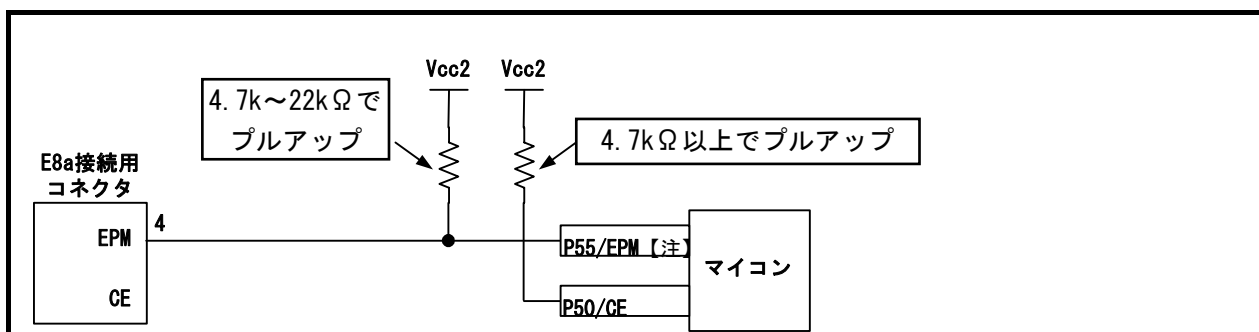 Vcc2 Vcc2
4.7k～22kΩで
プルアップ
4.7kΩ以上でプルアップ
E8a接続用
コネクタ
4
EPM
P55/EPM【注】
マイコン
CE
P50/CE